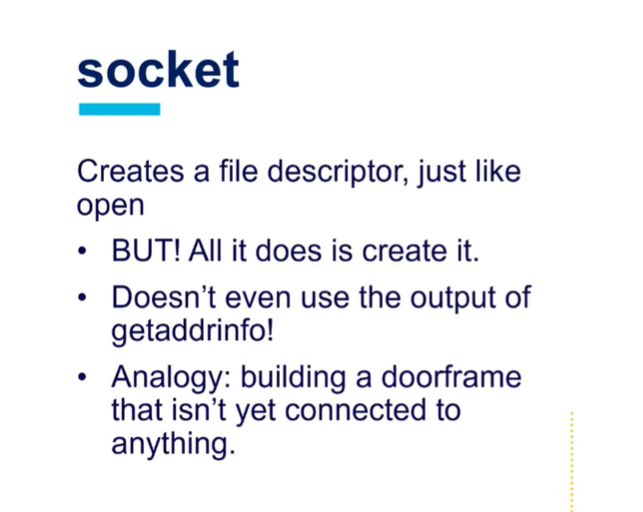 socket
Creates a file descriptor, just like
open
• BUT! All it does is create it.
• Doesn’t even use the output of
getaddrinfo!
• Analogy: building a doorframe
that isn’t yet connected to
anything.